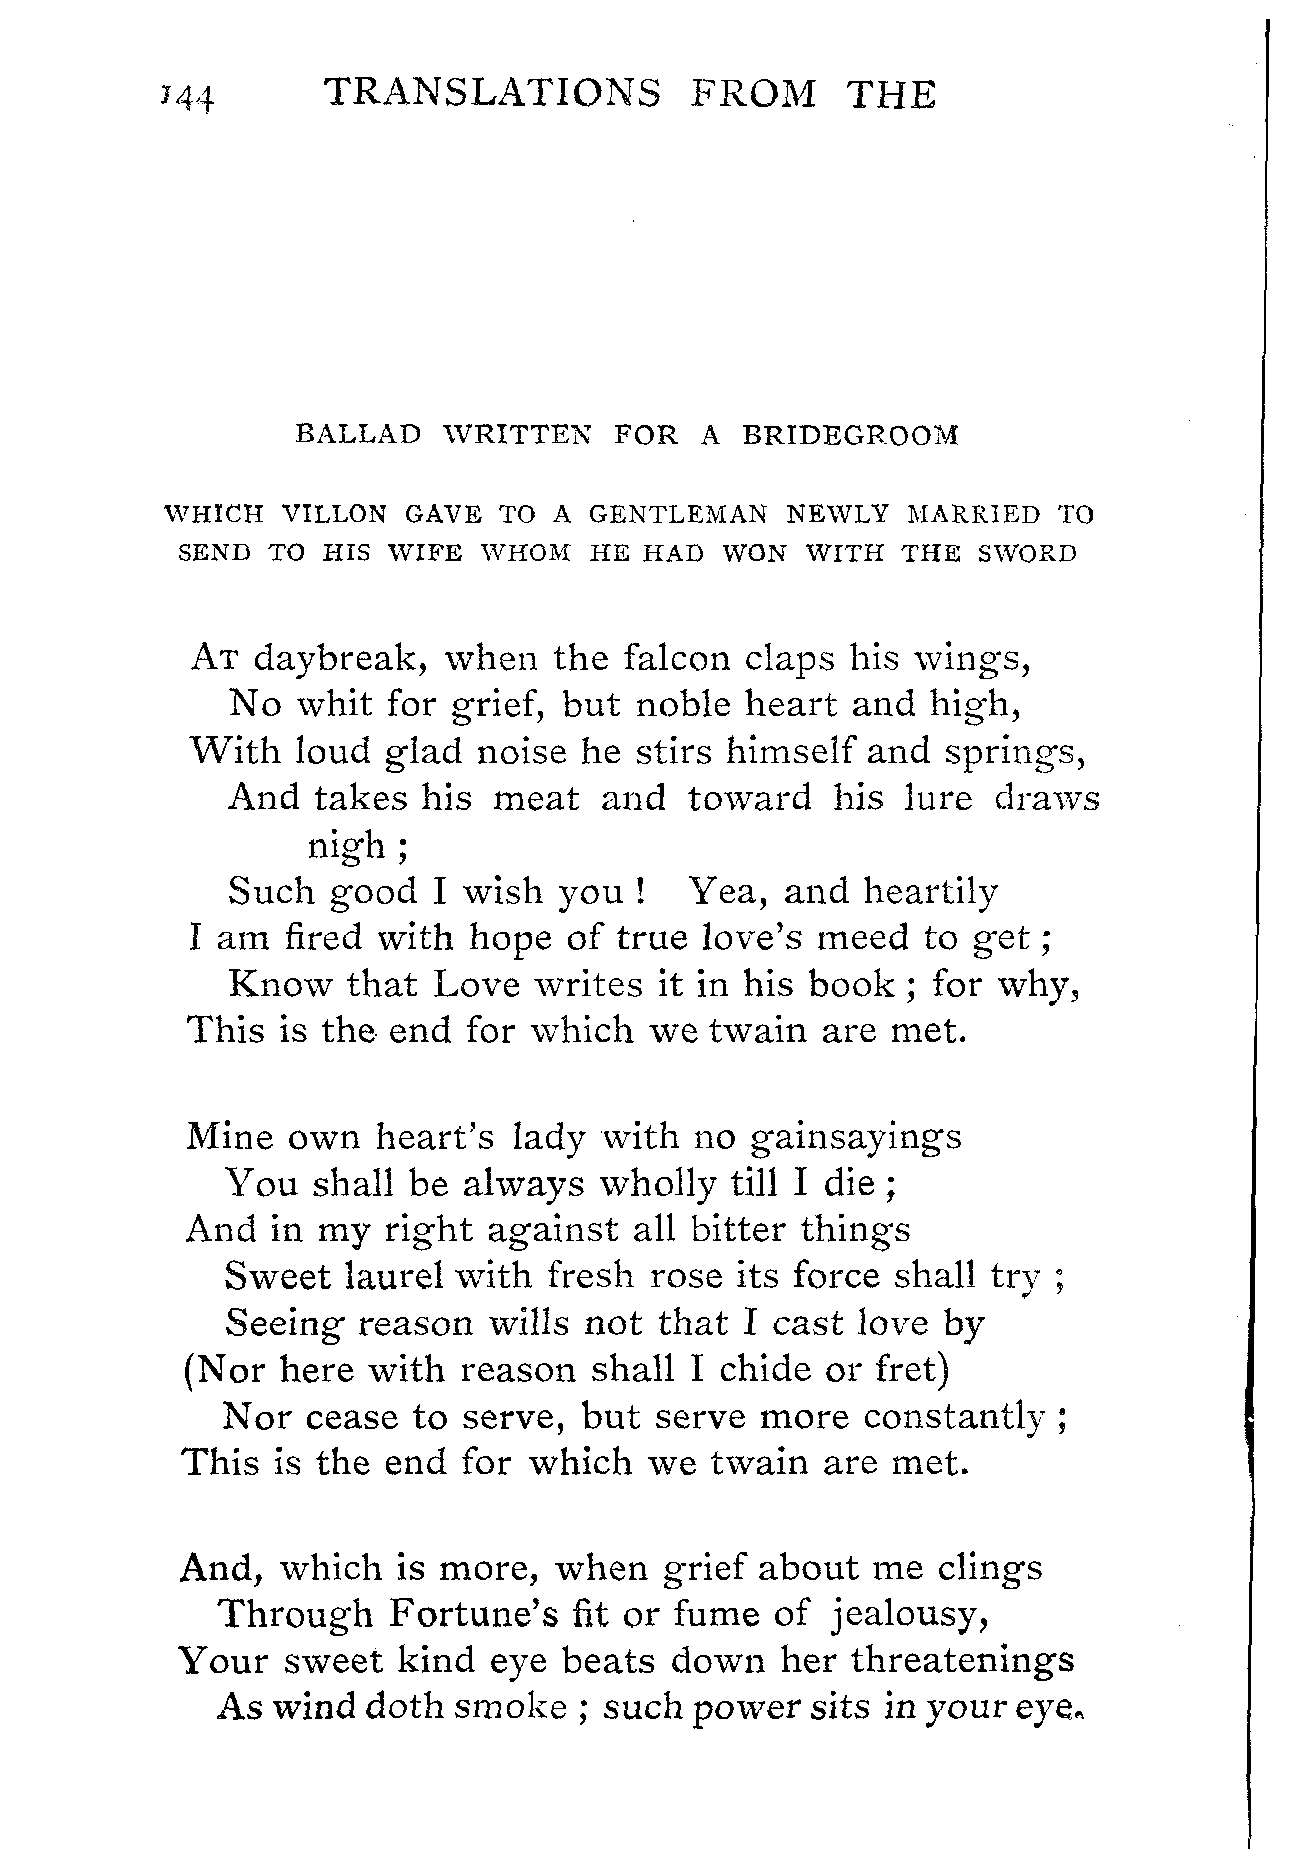 144 TRANSLATIONS FROM THE
BALLAD WRITTEN FOR A BRIDEGROOM
WHICH VILLON GAVE TO A GENTLEMAN NEWLY MARRIED TO
SEND TO HIS WIFE WHOM HE HAD WON WITH THE SWORD
AT daybreak, when the falcon claps his wings,
No whit for grief, but noble heart and high,
With loud glad noise he stirs himself and springs,
And takes his meat and toward his lure draws
nigh ;
Such good I wish you ! Yea, and heartily
I am fired with hope of true love's meed to get ;
Know that Love writes it in his book ; for why,
This is the end for which we twain are met.
Mine own heart's lady with no gainsayings
You shall be always wholly till I die ;
And in my right against all bitter things
Sweet laurel with fresh rose its force shall try ;
Seeing reason wills not that I cast love by
(Nor here with reason shall I chide or fret)
Nor cease to serve, but serve more constantly ;
This is the end for which we twain are met.
And, which is more, when grief about me clings
Through Fortune's fit or fume of jealousy,
Your sweet kind eye beats down her threatenings
As wind doth smoke ; such power sits in your eye.